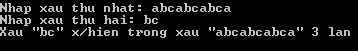 Nhap xau thu nhat: abcabcabca
Nhap xau thu hai: bc
Xau "bc" x/hien trong xau "abcabcabca" 3 lan